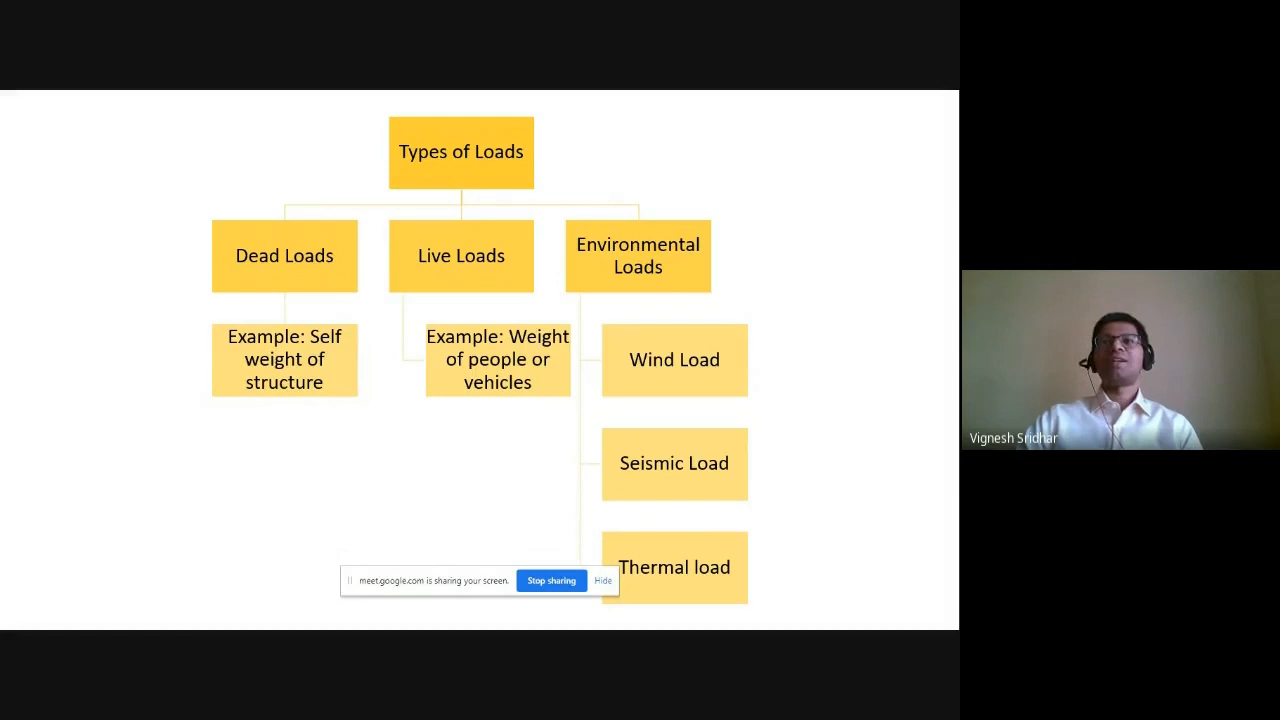 Types of Loads
Dead Loads
Live Loads
Environmental
Loads
Example: Self
weight of
structure
Example: Weight
of people or
vehicles
Wind Load
Seismic Load
Thermal load
meet.google.com is sharing your screen.
Stop sharing
Hide
Vignesh Sridhar